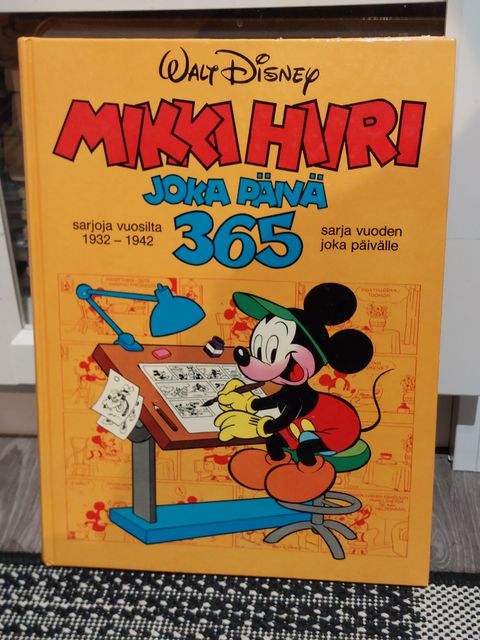 WALT DISNEY
MIKKI HIIRI
JOKA PÄIVÄ
sarjoja vuosilta
1932 – 1942
365
sarja vuoden
joka päivälle